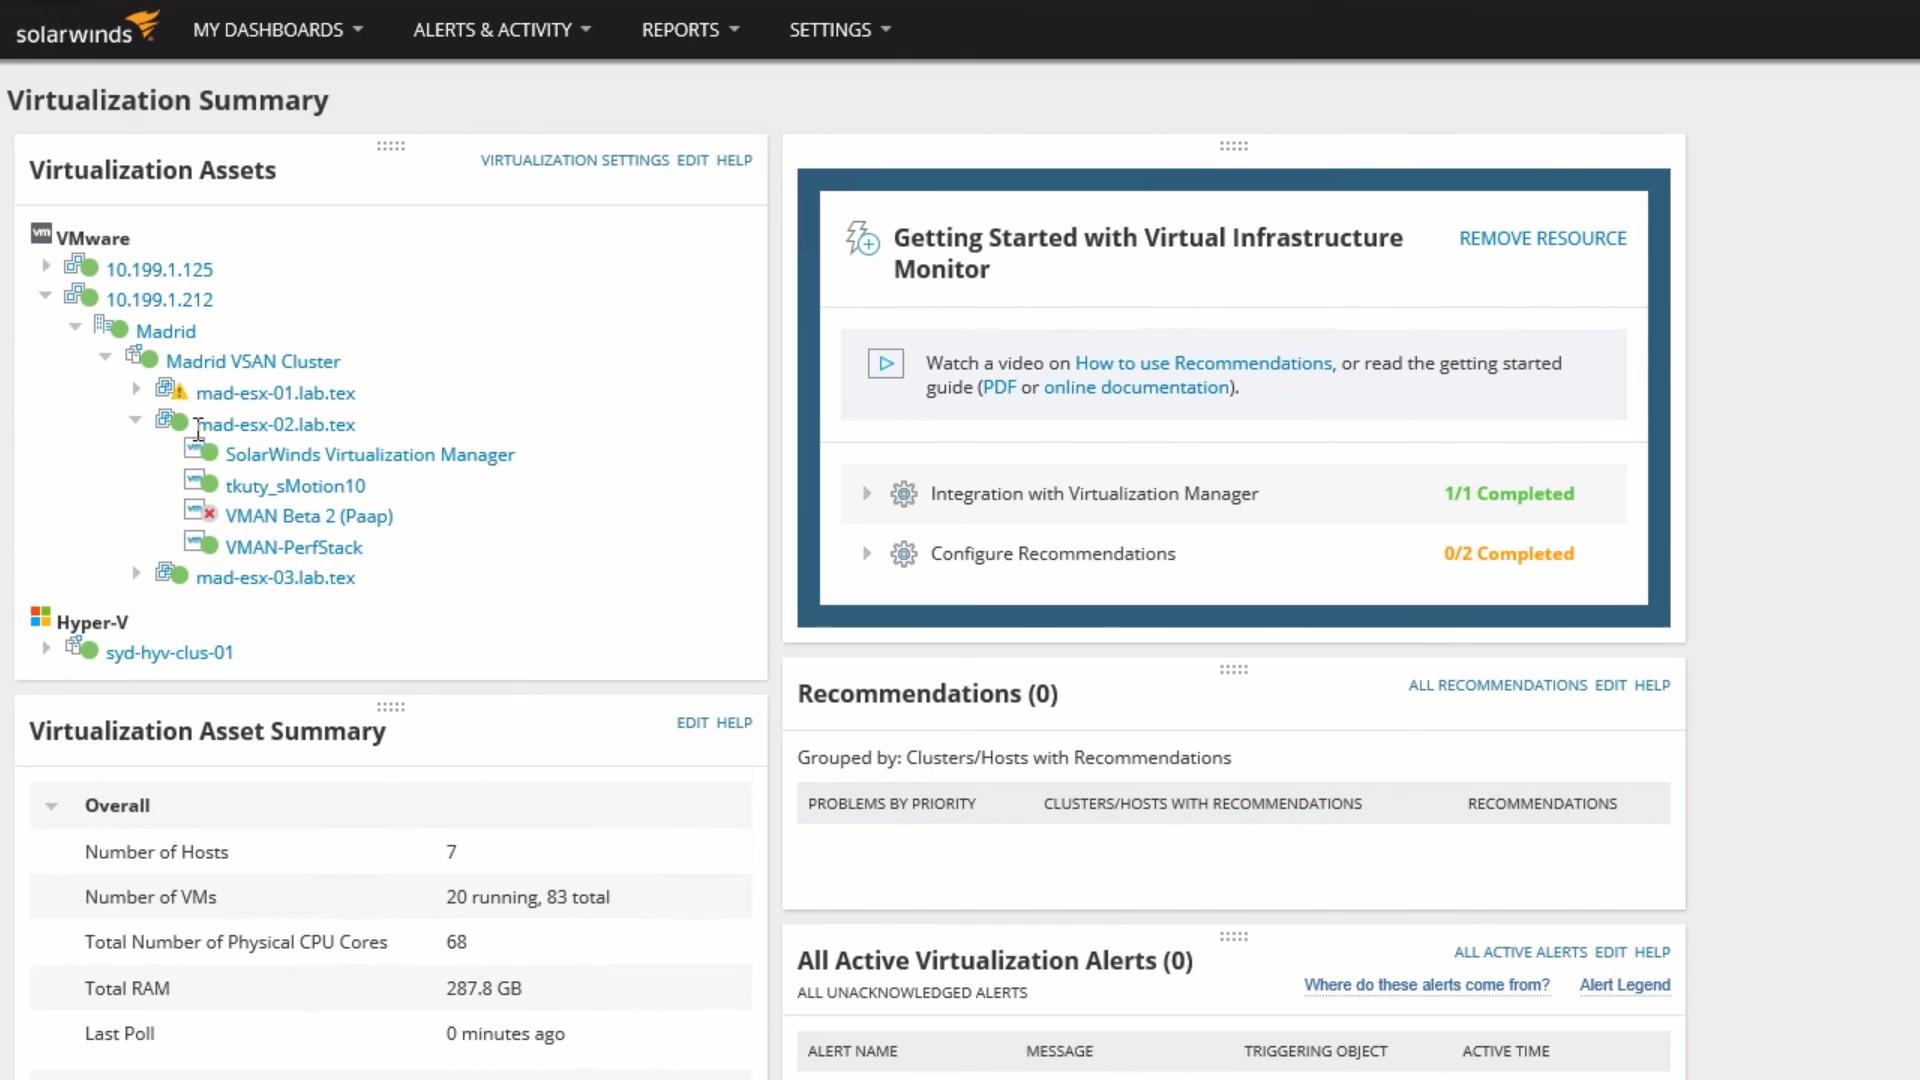 solarwinds
MY DASHBOARDS
ALERTS & ACTIVITY
REPORTS
SETTINGS
Virtualization Summary
Virtualization Assets
VIRTUALIZATION SETTINGS EDIT HELP
vm VMware
10.199.1.125
10.199.1.212
Madrid
Madrid VSAN Cluster
mad-esx-01.lab.tex
mad-esx-02.lab.tex
SolarWinds Virtualization Manager
tkuty_sMotion10
VMAN Beta 2 (Paap)
VMAN-PerfStack
mad-esx-03.lab.tex
Hyper-V
syd-hyv-clus-01
Virtualization Asset Summary
EDIT HELP
Overall
Number of Hosts 7
Number of VMs 20 running, 83 total
Total Number of Physical CPU Cores 68
Total RAM 287.8 GB
Last Poll 0 minutes ago
Getting Started with Virtual Infrastructure
Monitor
REMOVE RESOURCE
Watch a video on How to use Recommendations, or read the getting started
guide (PDF or online documentation).
Integration with Virtualization Manager 1/1 Completed
Configure Recommendations 0/2 Completed
Recommendations (0)
ALL RECOMMENDATIONS EDIT HELP
Grouped by: Clusters/Hosts with Recommendations
PROBLEMS BY PRIORITY CLUSTERS/HOSTS WITH RECOMMENDATIONS RECOMMENDATIONS
All Active Virtualization Alerts (0)
ALL ACTIVE ALERTS EDIT HELP
ALL UNACKNOWLEDGED ALERTS
Where do these alerts come from? Alert Legend
ALERT NAME MESSAGE TRIGGERING OBJECT ACTIVE TIME